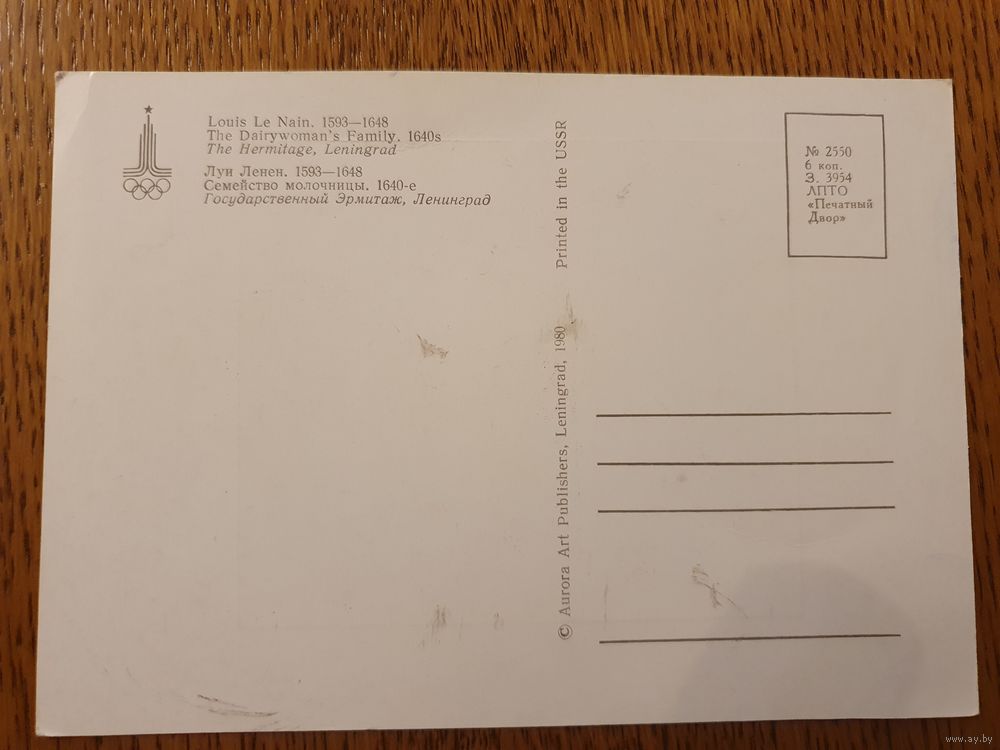 Louis Le Nain. 1593—1648
The Dairywoman's Family. 1640s
The Hermitage, Leningrad
Луи Ленен. 1593—1648
Семейство молочницы. 1640-е
Государственный Эрмитаж, Ленинград
© Aurora Art Publishers, Leningrad, 1980 Printed in the USSR
№ 2550
6 коп.
З. 3954
ЛПТО
«Печатный
Двор»
www.ay.by